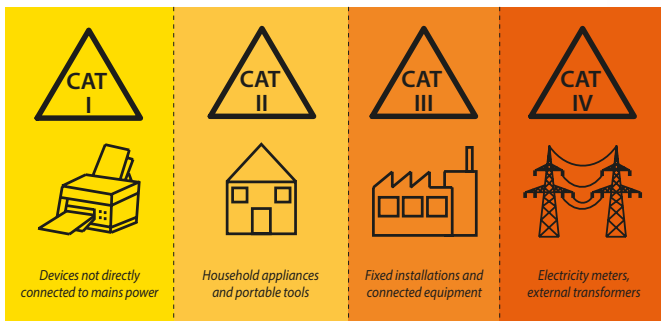 CAT
I
CAT
II
CAT
III
CAT
IV
Devices not directly
connected to mains power
Household appliances
and portable tools
Fixed installations and
connected equipment
Electricity meters,
external transformers